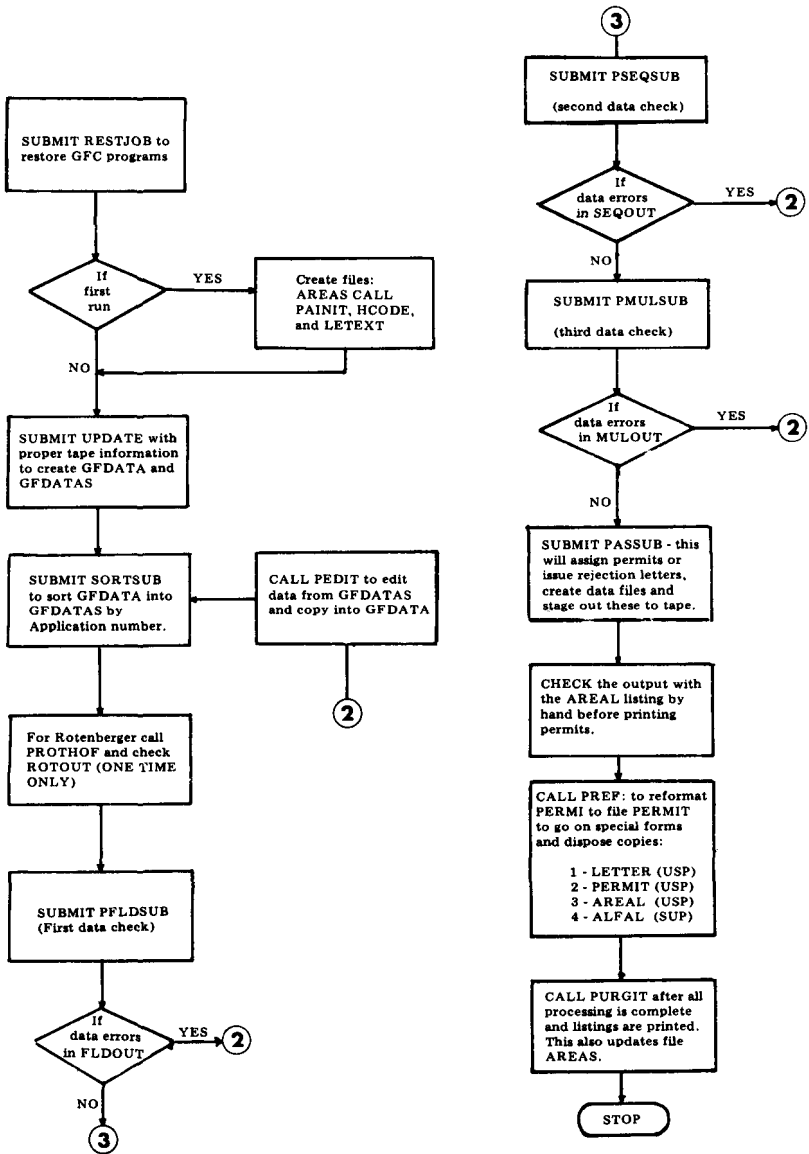 SUBMIT RESTJOB to
restore GFC programs
If
first
run
YES
Create files:
AREAS CALL
PAINIT, HCODE,
and LETEXT
NO
SUBMIT UPDATE with
proper tape information
to create GFDATA and
GFDATAS
SUBMIT SORTSUB
to sort GFDATA into
GFDATAS by
Application number.
CALL PEDIT to edit
data from GFDATAS
and copy into GFDATA
2
For Rotenberger call
PROTHOF and check
ROTOUT (ONE TIME
ONLY)
SUBMIT PFLDSUB
(First data check)
If
data errors
in FLDOUT
YES
2
NO
3
3
SUBMIT PSEQSUB
(second data check)
If
data errors
in SEQOUT
YES
2
NO
SUBMIT PMULSUB
(third data check)
If
data errors
in MULOUT
YES
2
NO
SUBMIT PASSUB - this
will assign permits or
issue rejection letters,
create data files and
stage out these to tape.
CHECK the output with
the AREAL listing by
hand before printing
permits.
CALL PREF: to reformat
PERMI to file PERMIT
to go on special forms
and dispose copies:
1 - LETTER (USP)
2 - PERMIT (USP)
3 - AREAL (USP)
4 - ALFAL (SUP)
CALL PURGIT after all
processing is complete
and listings are printed.
This also updates file
AREAS.
STOP